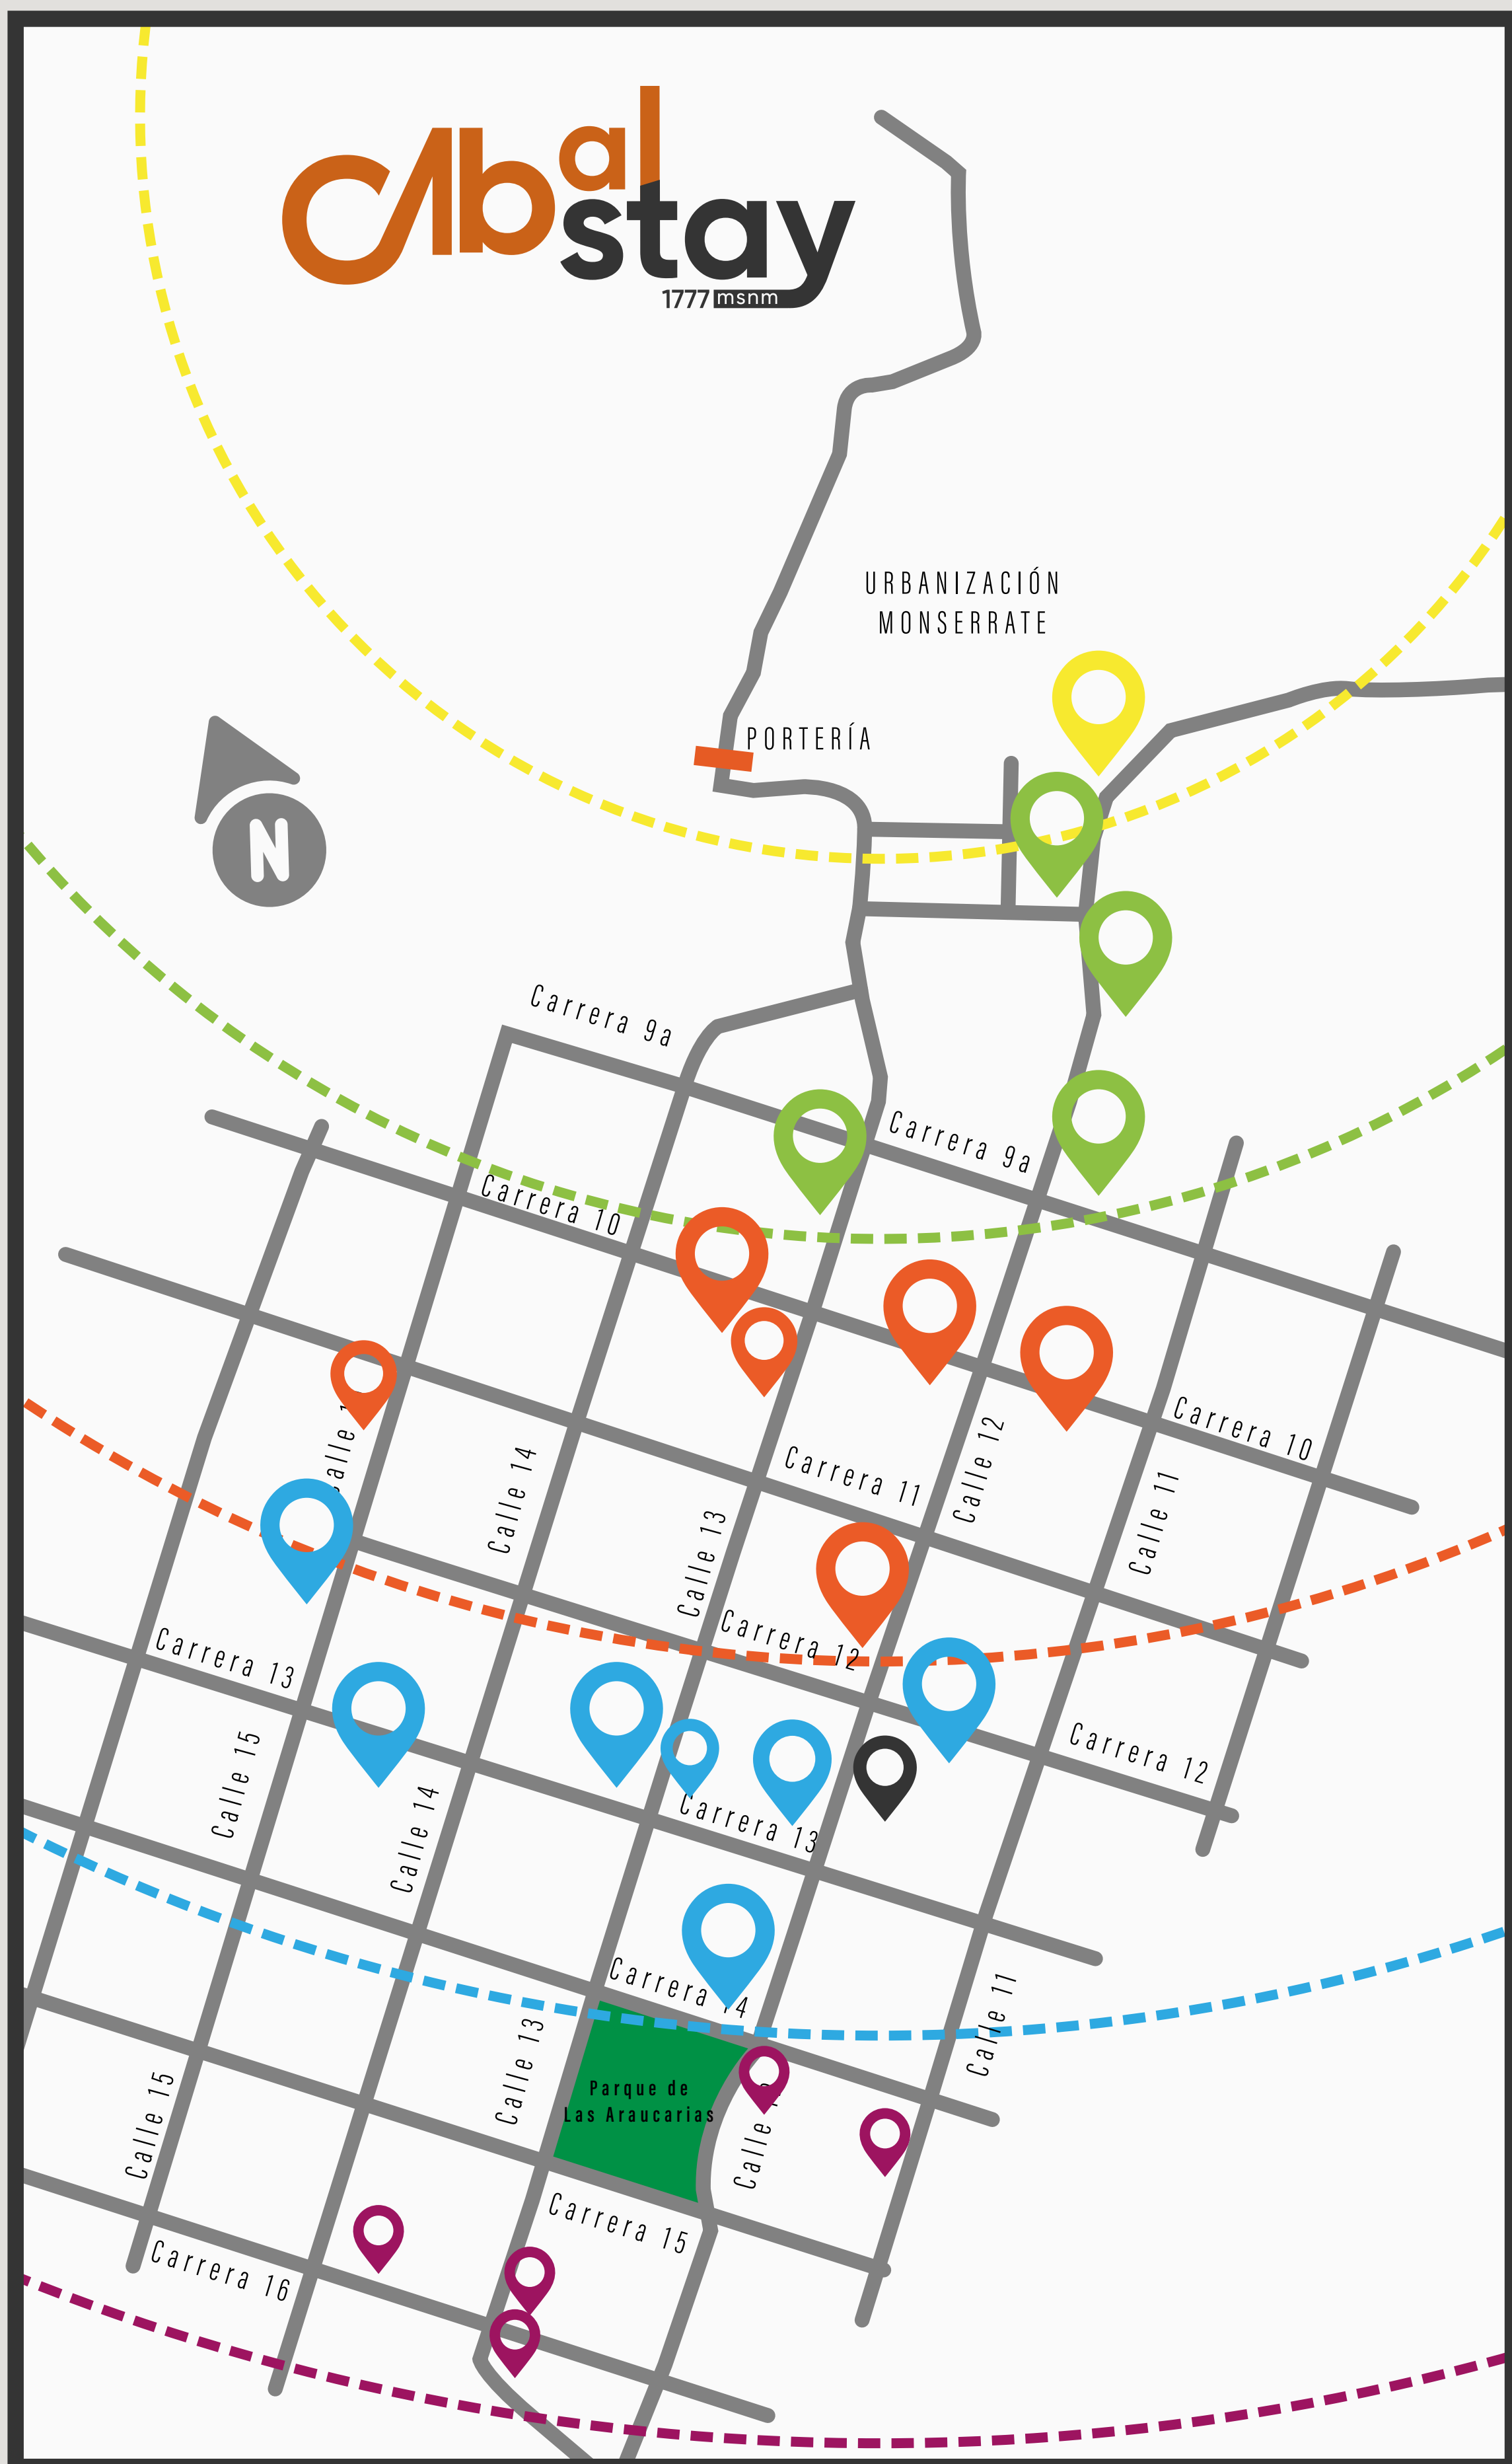 CAbal
stay
1777 msnm
URBANIZACIÓN
MONSERRATE
PORTERÍA
N
Carrera 9a
Carrera 9a
Carrera 10
Carrera 10
Carrera 11
Calle 12
Calle 14
Calle 11
Calle 13
Carrera 12
Carrera 13
Carrera 12
Calle 15
Calle 14
Carrera 13
Carrera 14
Calle 11
Calle 13
Parque de
Las Araucarias
Calle
Calle 15
Carrera 15
Carrera 16